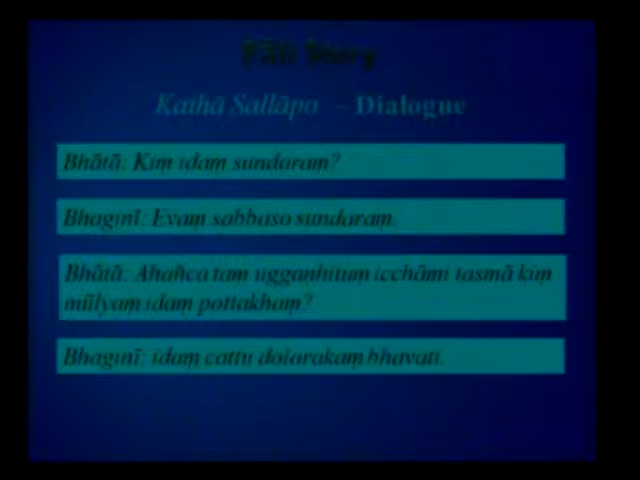 Pāli Story
Kathā Sallāpo – Dialogue
Bhātā: Kiṃ idaṃ sundaraṃ?
Bhaginī: Evaṃ sabbaso sundaraṃ.
Bhātā: Ahañca taṃ uggaṇhituṃ icchāmi tasmā kiṃ
mūlyaṃ idaṃ pottakhaṃ?
Bhaginī: idaṃ cattu dolarakaṃ bhavati.